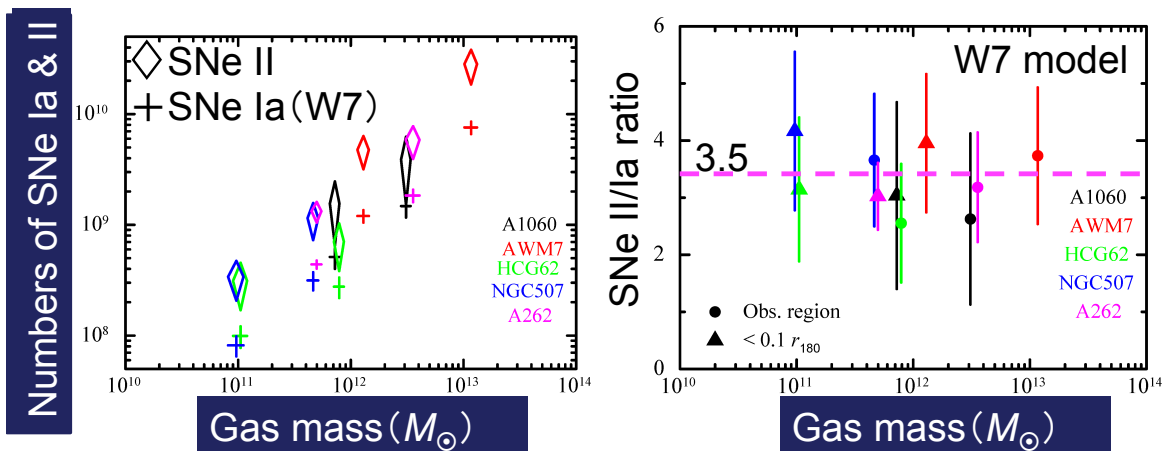 Numbers of SNe Ia & II
10^10
10^9
10^8
SNe II
SNe Ia(W7)
A1060
AWM7
HCG62
NGC507
A262
10^10 10^11 10^12 10^13 10^14
Gas mass(M☉)
SNe II/Ia ratio
6
4
2
0
W7 model
3.5
A1060
AWM7
HCG62
NGC507
A262
Obs. region
< 0.1 r180
10^10 10^11 10^12 10^13 10^14
Gas mass(M☉)